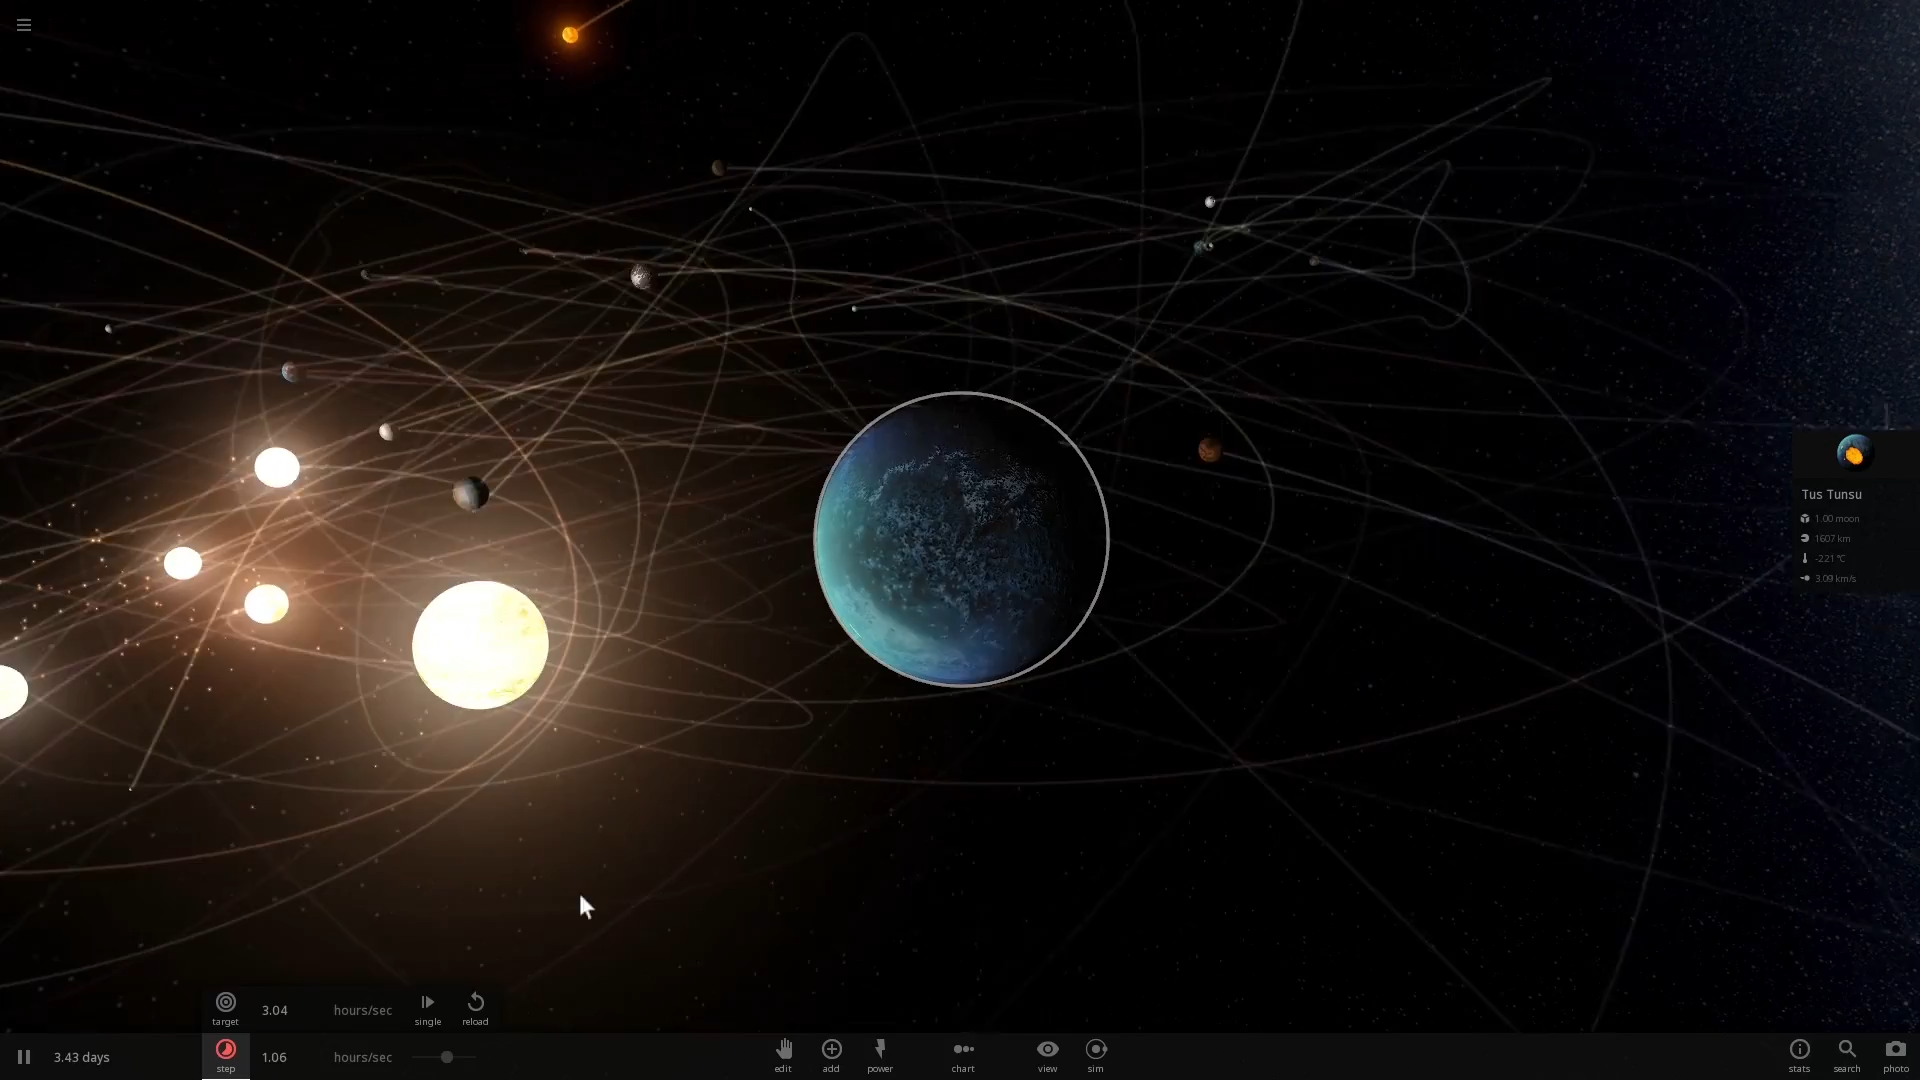 Tus Tunsu
1.00 moon
1607 km
-221 °C
3.09 km/s
target
3.04
hours/sec
single
reload
3.43 days
step
1.06
hours/sec
edit
add
power
chart
view
sim
stats
search
photo